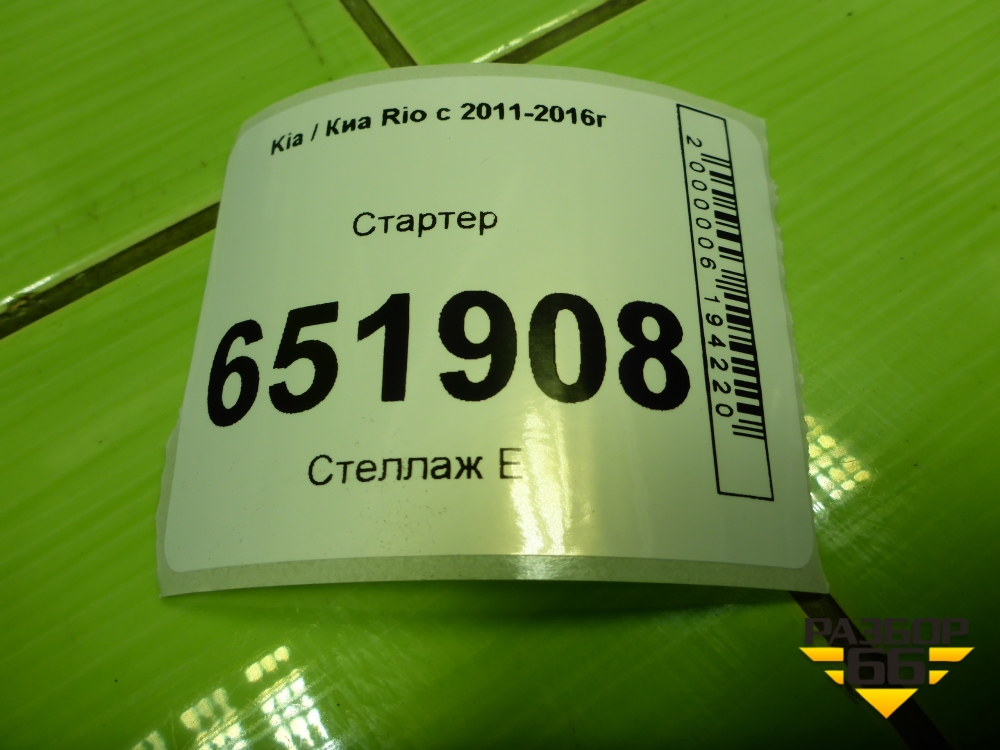 Kia / Киа Rio с 2011-2016г
Стартер
651908
Стеллаж E
2000006194220
РАЗБОР
66